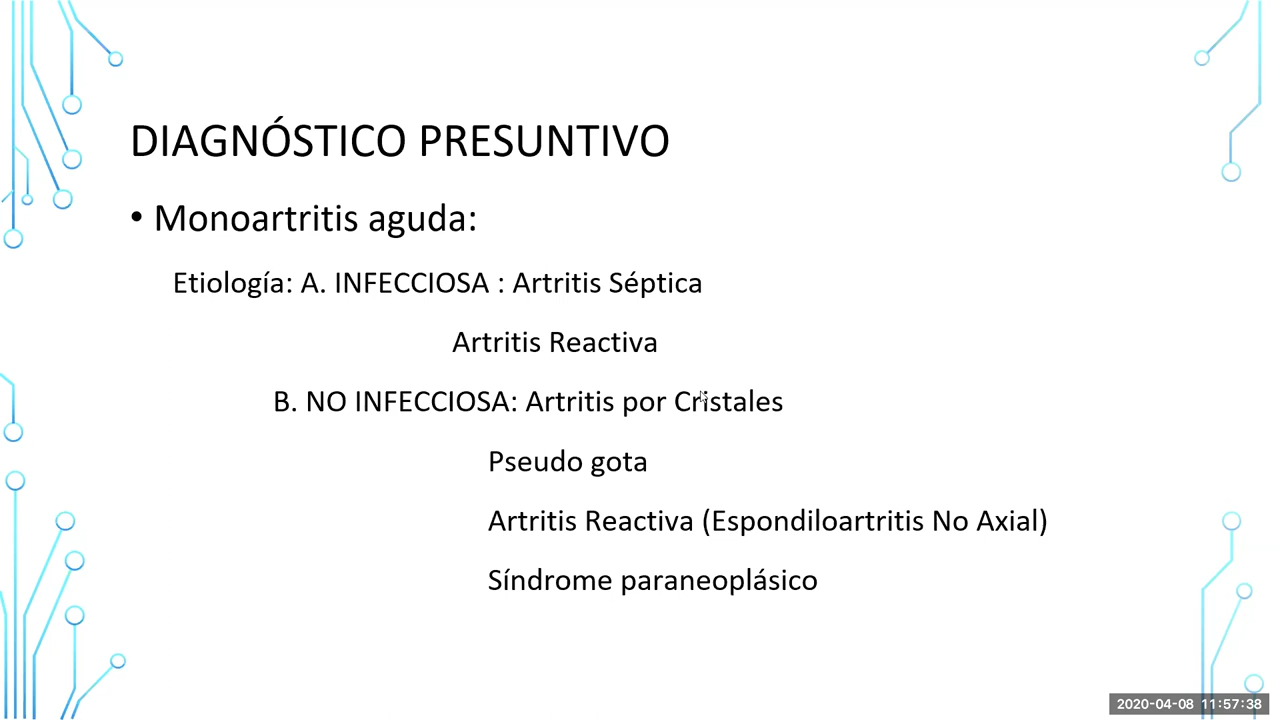 DIAGNÓSTICO PRESUNTIVO
• Monoartritis aguda:
Etiología: A. INFECCIOSA : Artritis Séptica
Artritis Reactiva
B. NO INFECCIOSA: Artritis por Cristales
Pseudo gota
Artritis Reactiva (Espondiloartritis No Axial)
Síndrome paraneoplásico
2020-04-08 11:57:38